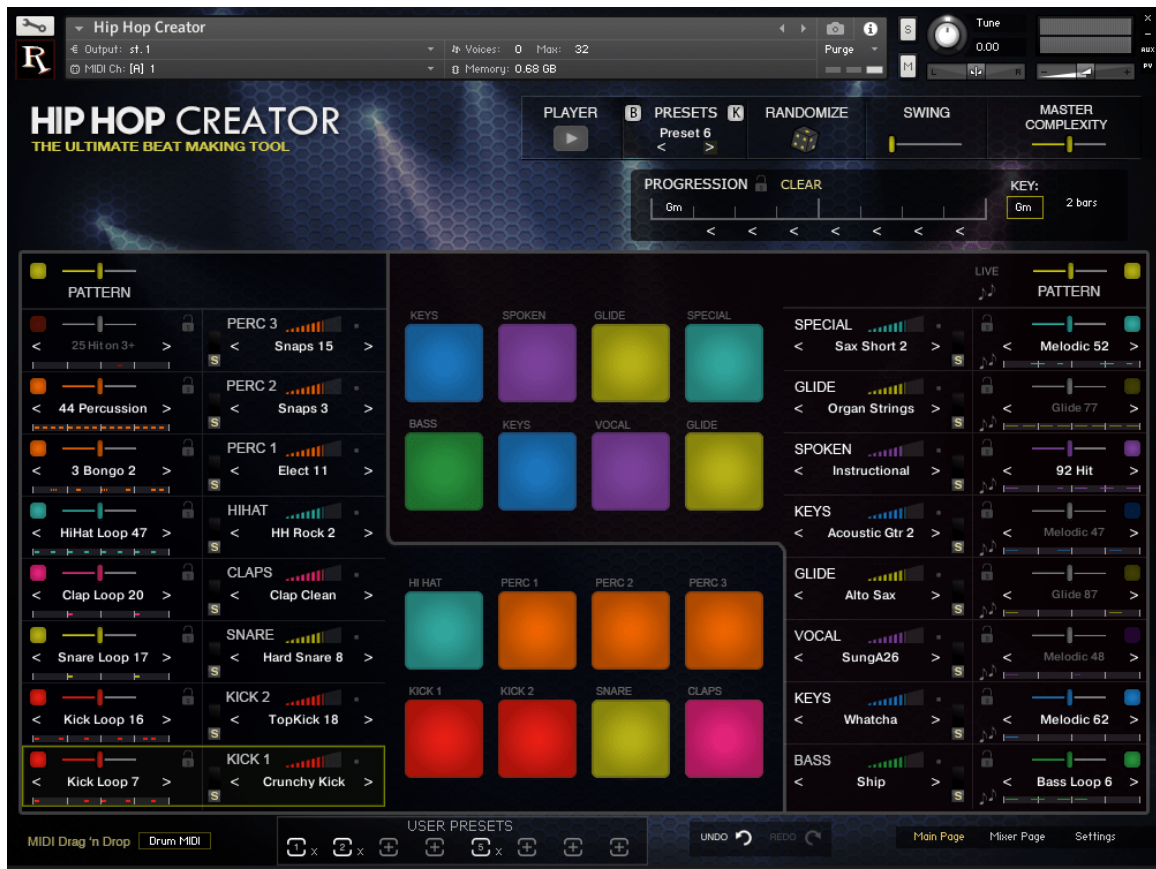 Hip Hop Creator
Output: st.1
MIDI Ch: [A] 1
Voices: 0 Max: 32
Memory: 0.68 GB
Purge
S
M
Tune
0.00
L R
- +
×
-
AUX
PV
R
HIP HOP CREATOR
THE ULTIMATE BEAT MAKING TOOL
PLAYER
B PRESETS K
Preset 6
< >
RANDOMIZE
SWING
MASTER
COMPLEXITY
PROGRESSION CLEAR
Gm
< < < < < < <
KEY:
Gm
2 bars
PATTERN
< 25 Hit on 3+ >
PERC 3
< Snaps 15 >
S
< 44 Percussion >
PERC 2
< Snaps 3 >
S
< 3 Bongo 2 >
PERC 1
< Elect 11 >
S
< HiHat Loop 47 >
HIHAT
< HH Rock 2 >
S
< Clap Loop 20 >
CLAPS
< Clap Clean >
S
< Snare Loop 17 >
SNARE
< Hard Snare 8 >
S
< Kick Loop 16 >
KICK 2
< TopKick 18 >
S
< Kick Loop 7 >
KICK 1
< Crunchy Kick >
S
KEYS SPOKEN GLIDE SPECIAL
BASS KEYS VOCAL GLIDE
HI HAT PERC 1 PERC 2 PERC 3
KICK 1 KICK 2 SNARE CLAPS
LIVE
PATTERN
SPECIAL
< Sax Short 2 >
S
< Melodic 52 >
GLIDE
< Organ Strings >
S
< Glide 77 >
SPOKEN
< Instructional >
S
< 92 Hit >
KEYS
< Acoustic Gtr 2 >
S
< Melodic 47 >
GLIDE
< Alto Sax >
S
< Glide 87 >
VOCAL
< SungA26 >
S
< Melodic 48 >
KEYS
< Whatcha >
S
< Melodic 62 >
BASS
< Ship >
S
< Bass Loop 6 >
MIDI Drag 'n Drop Drum MIDI
USER PRESETS
1 x 2 x + + 5 x + + +
UNDO REDO
Main Page Mixer Page Settings